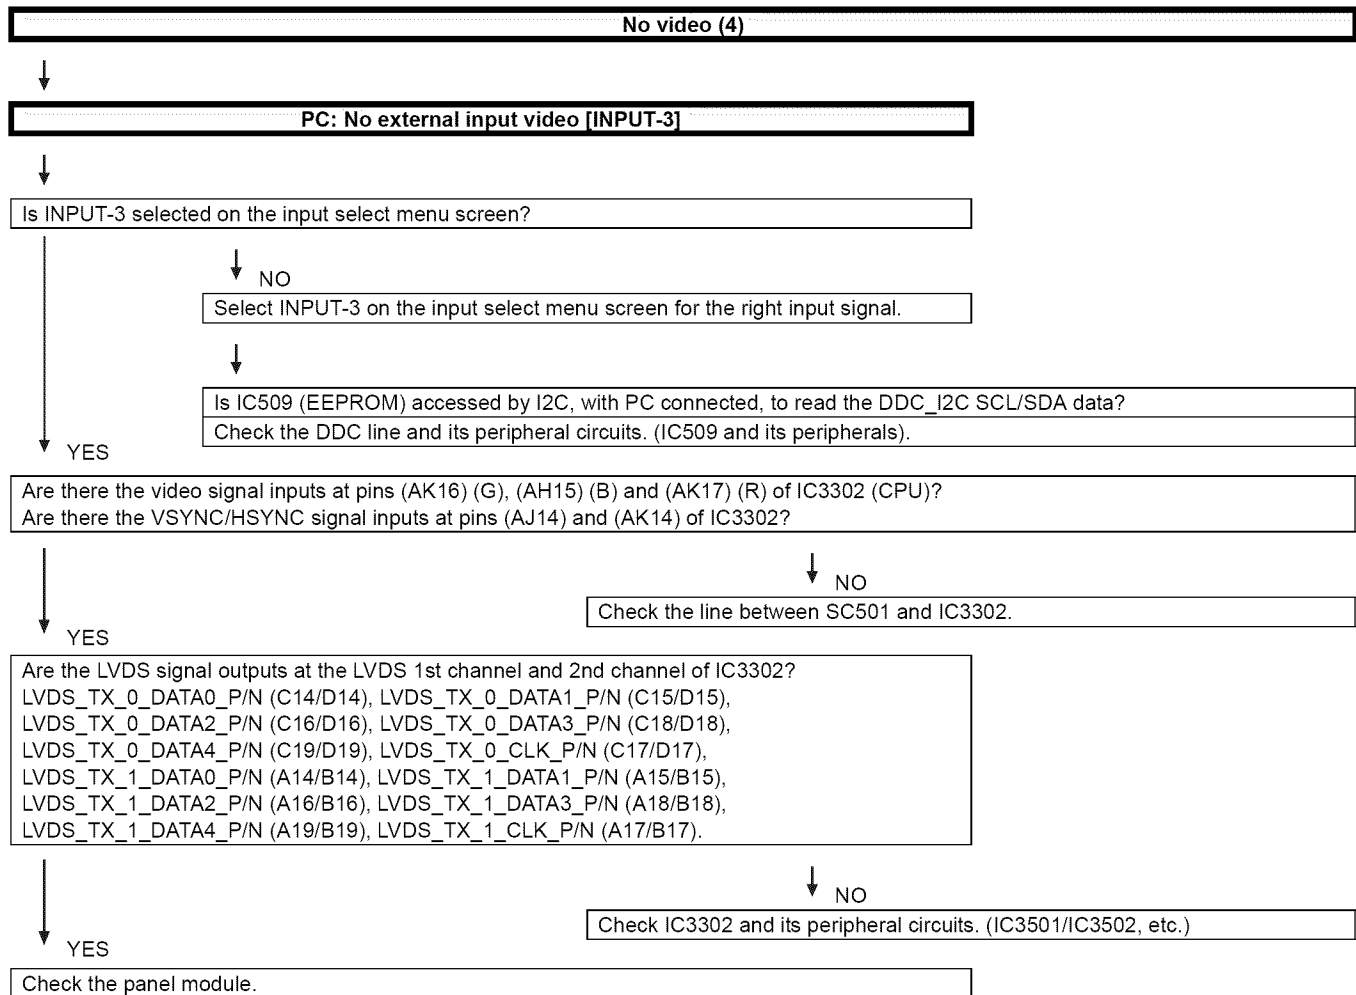 No video (4)
PC: No external input video [INPUT-3]
Is INPUT-3 selected on the input select menu screen?
NO
Select INPUT-3 on the input select menu screen for the right input signal.
Is IC509 (EEPROM) accessed by I2C, with PC connected, to read the DDC_I2C SCL/SDA data?
Check the DDC line and its peripheral circuits. (IC509 and its peripherals).
YES
Are there the video signal inputs at pins (AK16) (G), (AH15) (B) and (AK17) (R) of IC3302 (CPU)?
Are there the VSYNC/HSYNC signal inputs at pins (AJ14) and (AK14) of IC3302?
NO
Check the line between SC501 and IC3302.
YES
Are the LVDS signal outputs at the LVDS 1st channel and 2nd channel of IC3302?
LVDS_TX_0_DATA0_P/N (C14/D14), LVDS_TX_0_DATA1_P/N (C15/D15),
LVDS_TX_0_DATA2_P/N (C16/D16), LVDS_TX_0_DATA3_P/N (C18/D18),
LVDS_TX_0_DATA4_P/N (C19/D19), LVDS_TX_0_CLK_P/N (C17/D17),
LVDS_TX_1_DATA0_P/N (A14/B14), LVDS_TX_1_DATA1_P/N (A15/B15),
LVDS_TX_1_DATA2_P/N (A16/B16), LVDS_TX_1_DATA3_P/N (A18/B18),
LVDS_TX_1_DATA4_P/N (A19/B19), LVDS_TX_1_CLK_P/N (A17/B17).
NO
Check IC3302 and its peripheral circuits. (IC3501/IC3502, etc.)
YES
Check the panel module.